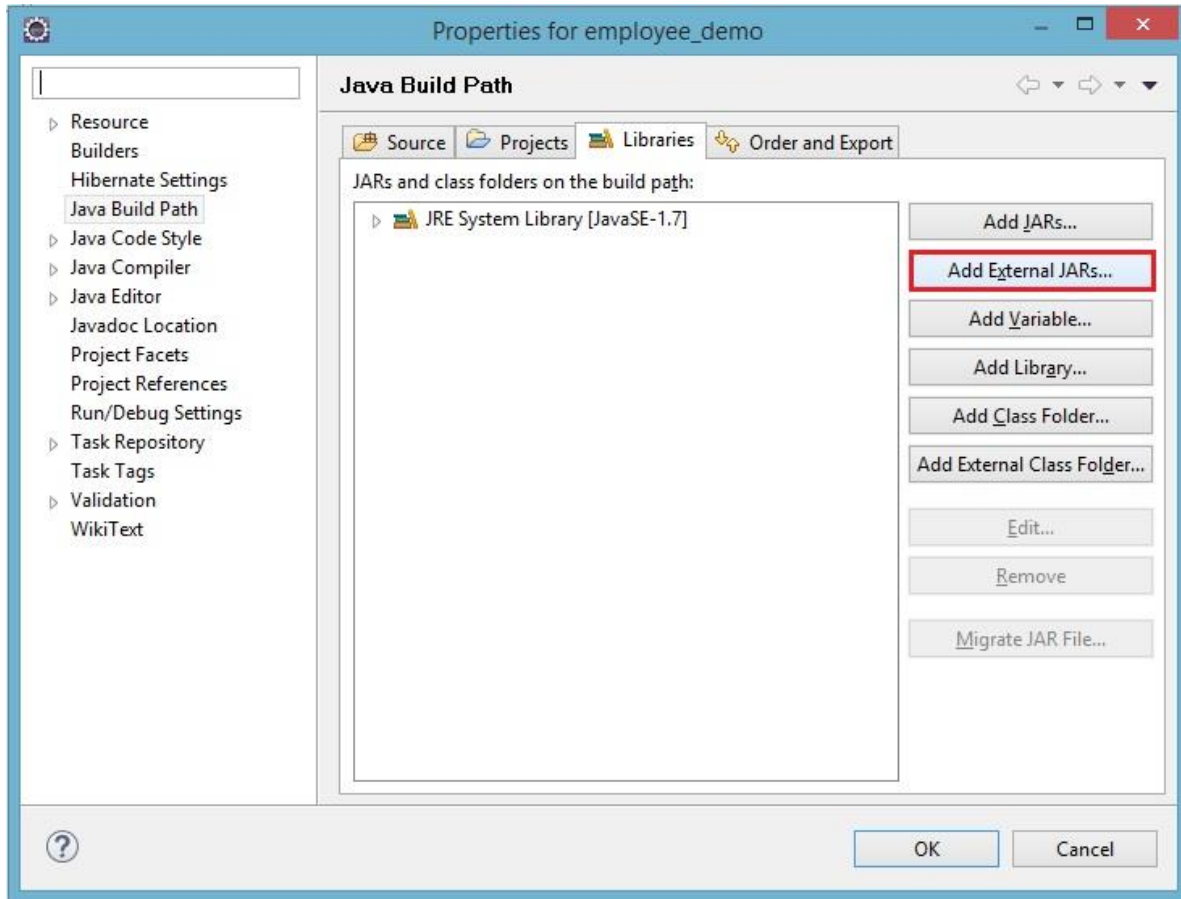 Properties for employee_demo
Java Build Path
Resource
Builders
Hibernate Settings
Java Build Path
Java Code Style
Java Compiler
Java Editor
Javadoc Location
Project Facets
Project References
Run/Debug Settings
Task Repository
Task Tags
Validation
WikiText
Source Projects Libraries Order and Export
JARs and class folders on the build path:
JRE System Library [JavaSE-1.7]
Add JARs...
Add External JARs...
Add Variable...
Add Library...
Add Class Folder...
Add External Class Folder...
Edit...
Remove
Migrate JAR File...
?
OK Cancel